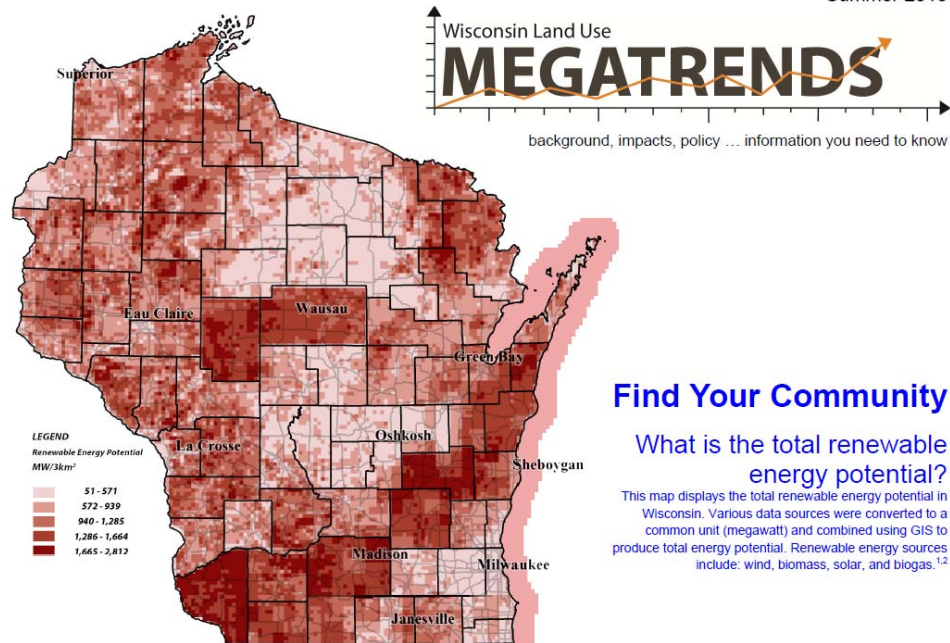 Wisconsin Land Use
MEGATRENDS
background, impacts, policy ... information you need to know
Superior
Wausau
Eau Claire
Green Bay
Find Your Community
What is the total renewable
energy potential?
This map displays the total renewable energy potential in
Wisconsin. Various data sources were converted to a
common unit (megawatt) and combined using GIS to
produce total energy potential. Renewable energy sources
include: wind, biomass, solar, and biogas.1,2
La Crosse
Oshkosh
Sheboygan
LEGEND
Renewable Energy Potential
MW/3km²
51 - 571
572 - 939
940 - 1,285
1,286 - 1,664
1,665 - 2,812
Madison
Milwaukee
Janesville